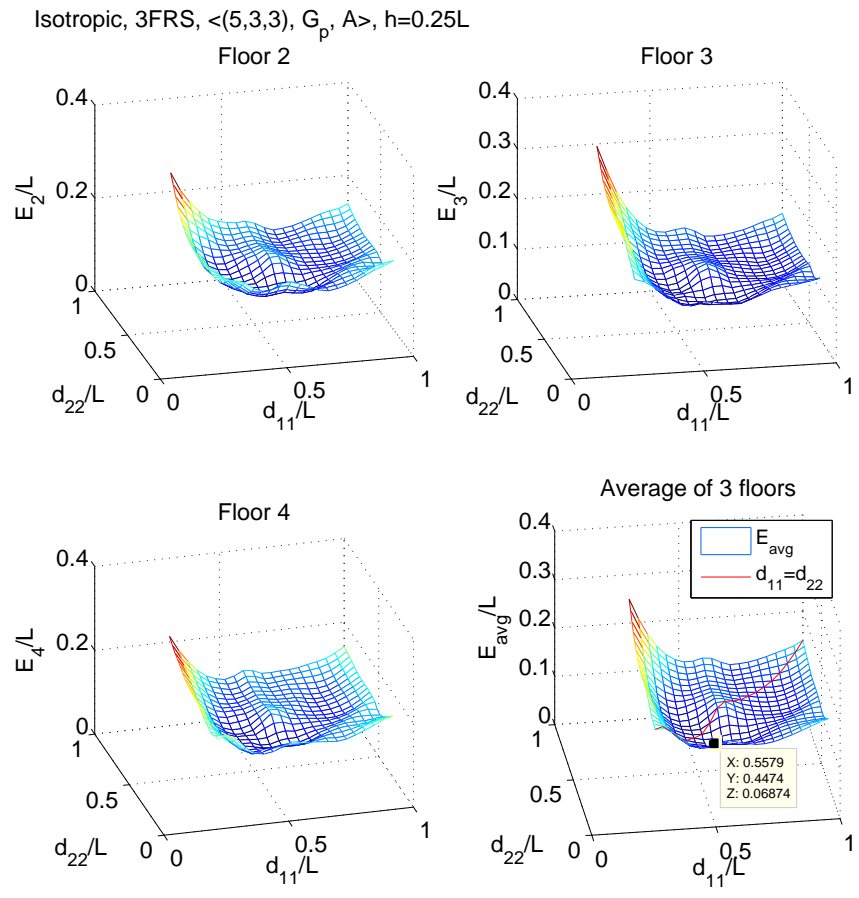 Isotropic, 3FRS, <(5,3,3), G_p, A>, h=0.25L
Floor 2
0.4
0.2
0
E_2/L
1
0.5
0
d_22/L
0
0.5
1
d_11/L
Floor 3
0.4
0.3
0.2
0.1
0
E_3/L
1
0.5
0
d_22/L
0
0.5
1
d_11/L
Floor 4
0.4
0.2
0
E_4/L
1
0.5
0
d_22/L
0
0.5
1
d_11/L
Average of 3 floors
0.4
0.3
0.2
0.1
0
E_avg/L
E_avg
d_11=d_22
X: 0.5579
Y: 0.4474
Z: 0.06874
1
0.5
0
d_22/L
0
0.5
1
d_11/L